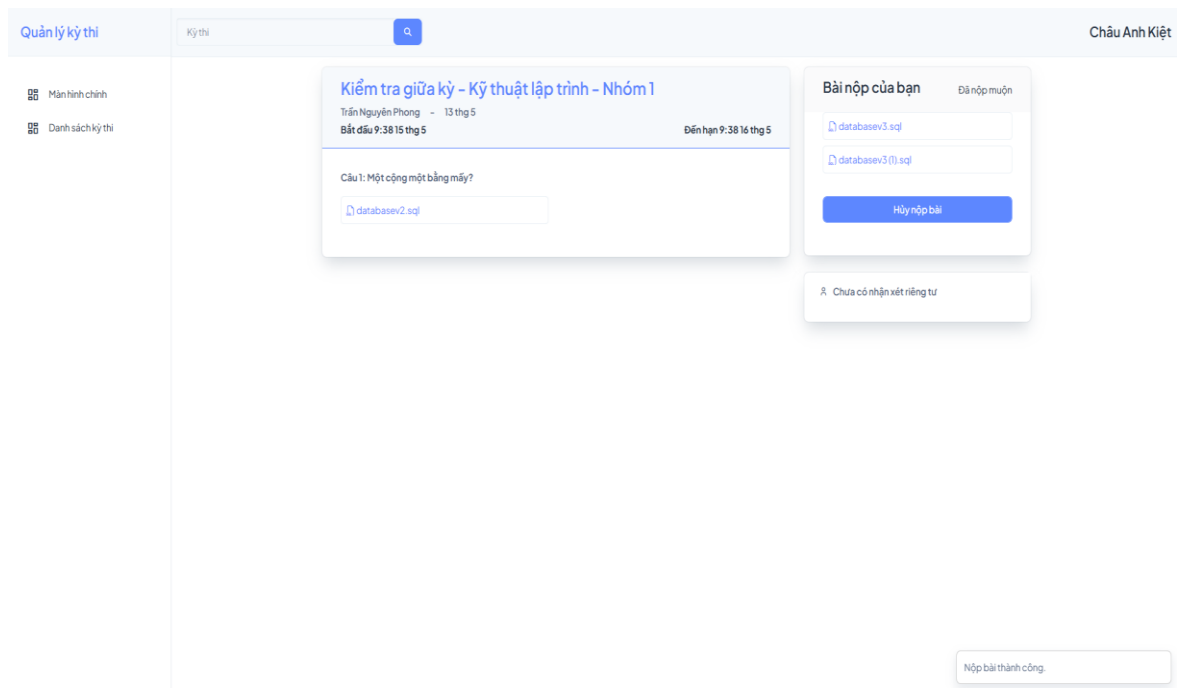 Quản lý kỳ thi
Kỳ thi
Châu Anh Kiệt
Màn hình chính
Danh sách kỳ thi
Kiểm tra giữa kỳ - Kỹ thuật lập trình - Nhóm 1
Trần Nguyên Phong - 13 thg 5
Bắt đầu 9:38 15 thg 5 Đến hạn 9:38 16 thg 5
Câu 1: Một cộng một bằng mấy?
databasev2.sql
Bài nộp của bạn Đã nộp muộn
databasev3.sql
databasev3 (1).sql
Hủy nộp bài
Chưa có nhận xét riêng tư
Nộp bài thành công.